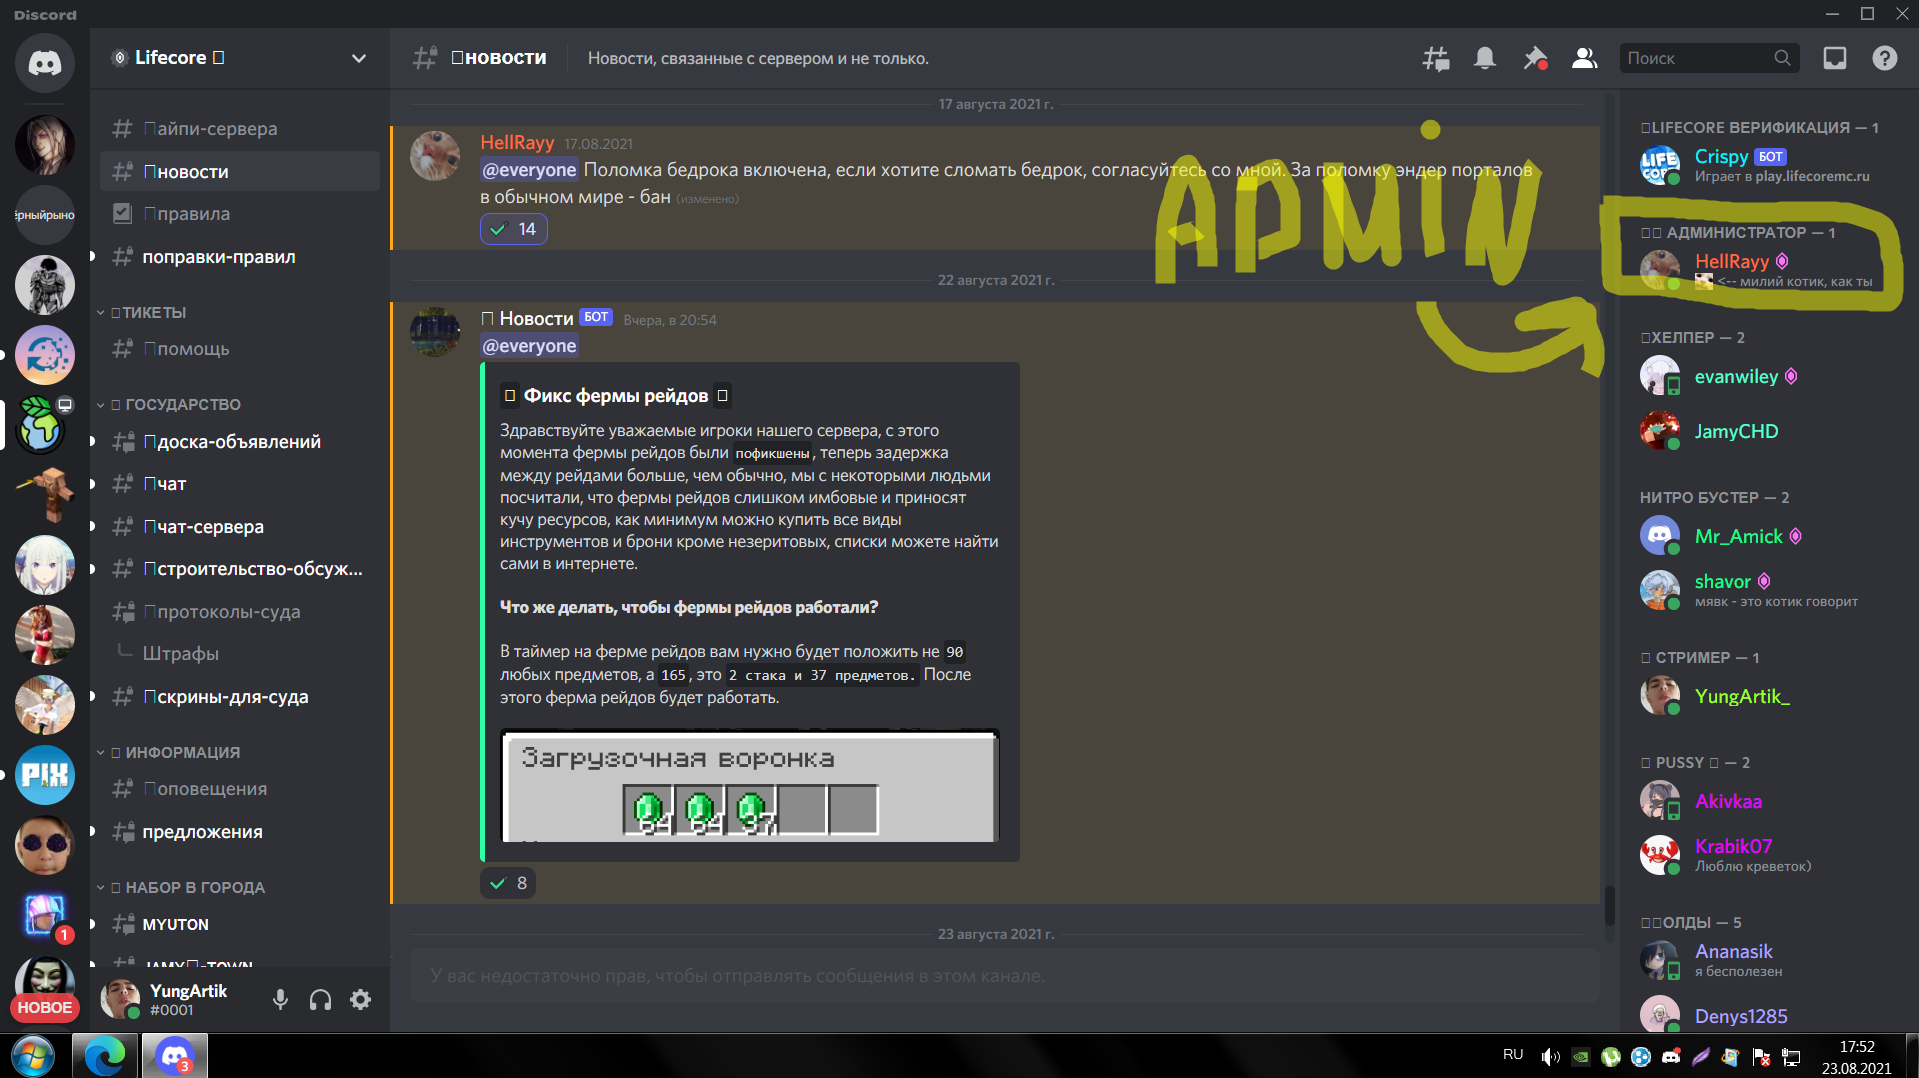 Discord
Lifecore
новости
Новости, связанные с сервером и не только.
Поиск
ёрныйрыно
НОВОЕ
1
айпи-сервера
новости
правила
поправки-правил
ТИКЕТЫ
помощь
ГОСУДАРСТВО
доска-объявлений
чат
чат-сервера
строительство-обсуж...
протоколы-суда
Штрафы
скрины-для-суда
ИНФОРМАЦИЯ
оповещения
предложения
НАБОР В ГОРОДА
MYUTON
JAMY-TOWN
YungArtik
#0001
17 августа 2021 г.
HellRayy 17.08.2021
@everyone Поломка бедрока включена, если хотите сломать бедрок, согласуйтесь со мной. За поломку эндер порталов
в обычном мире - бан (изменено)
14
ADMiN
22 августа 2021 г.
Новости БОТ Вчера, в 20:54
@everyone
Фикс фермы рейдов
Здравствуйте уважаемые игроки нашего сервера, с этого
момента фермы рейдов были пофикшены, теперь задержка
между рейдами больше, чем обычно, мы с некоторыми людьми
посчитали, что фермы рейдов слишком имбовые и приносят
кучу ресурсов, как минимум можно купить все виды
инструментов и брони кроме незеритовых, списки можете найти
сами в интернете.
Что же делать, чтобы фермы рейдов работали?
В таймер на ферме рейдов вам нужно будет положить не 90
любых предметов, а 165, это 2 стака и 37 предметов. После
этого ферма рейдов будет работать.
Загрузочная воронка
64 64 37
8
23 августа 2021 г.
У вас недостаточно прав, чтобы отправлять сообщения в этом канале.
LIFECORE ВЕРИФИКАЦИЯ — 1
LIFE CORE
Crispy БОТ
Играет в play.lifecoremc.ru
АДМИНИСТРАТОР — 1
HellRayy
<-- милий котик, как ты
ХЕЛПЕР — 2
evanwiley
JamyCHD
НИТРО БУСТЕР — 2
Mr_Amick
shavor
мявк - это котик говорит
СТРИМЕР — 1
YungArtik_
PUSSY — 2
Akivkaa
Krabik07
Люблю креветок)
ОЛДЫ — 5
Ananasik
я бесполезен
Denys1285
PIX
3
RU
17:52
23.08.2021